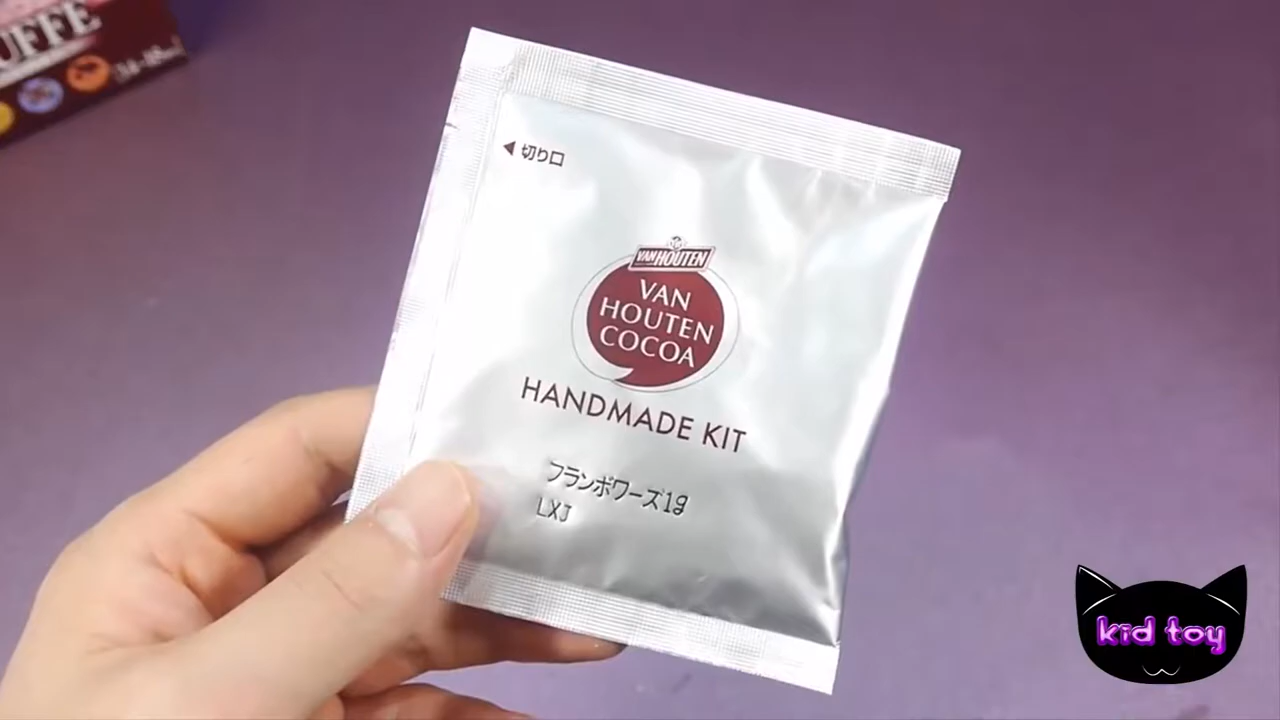 UFFE
切り口
VAN HOUTEN
VAN
HOUTEN
COCOA
HANDMADE KIT
フランボワーズ1g
LXJ
kid toy